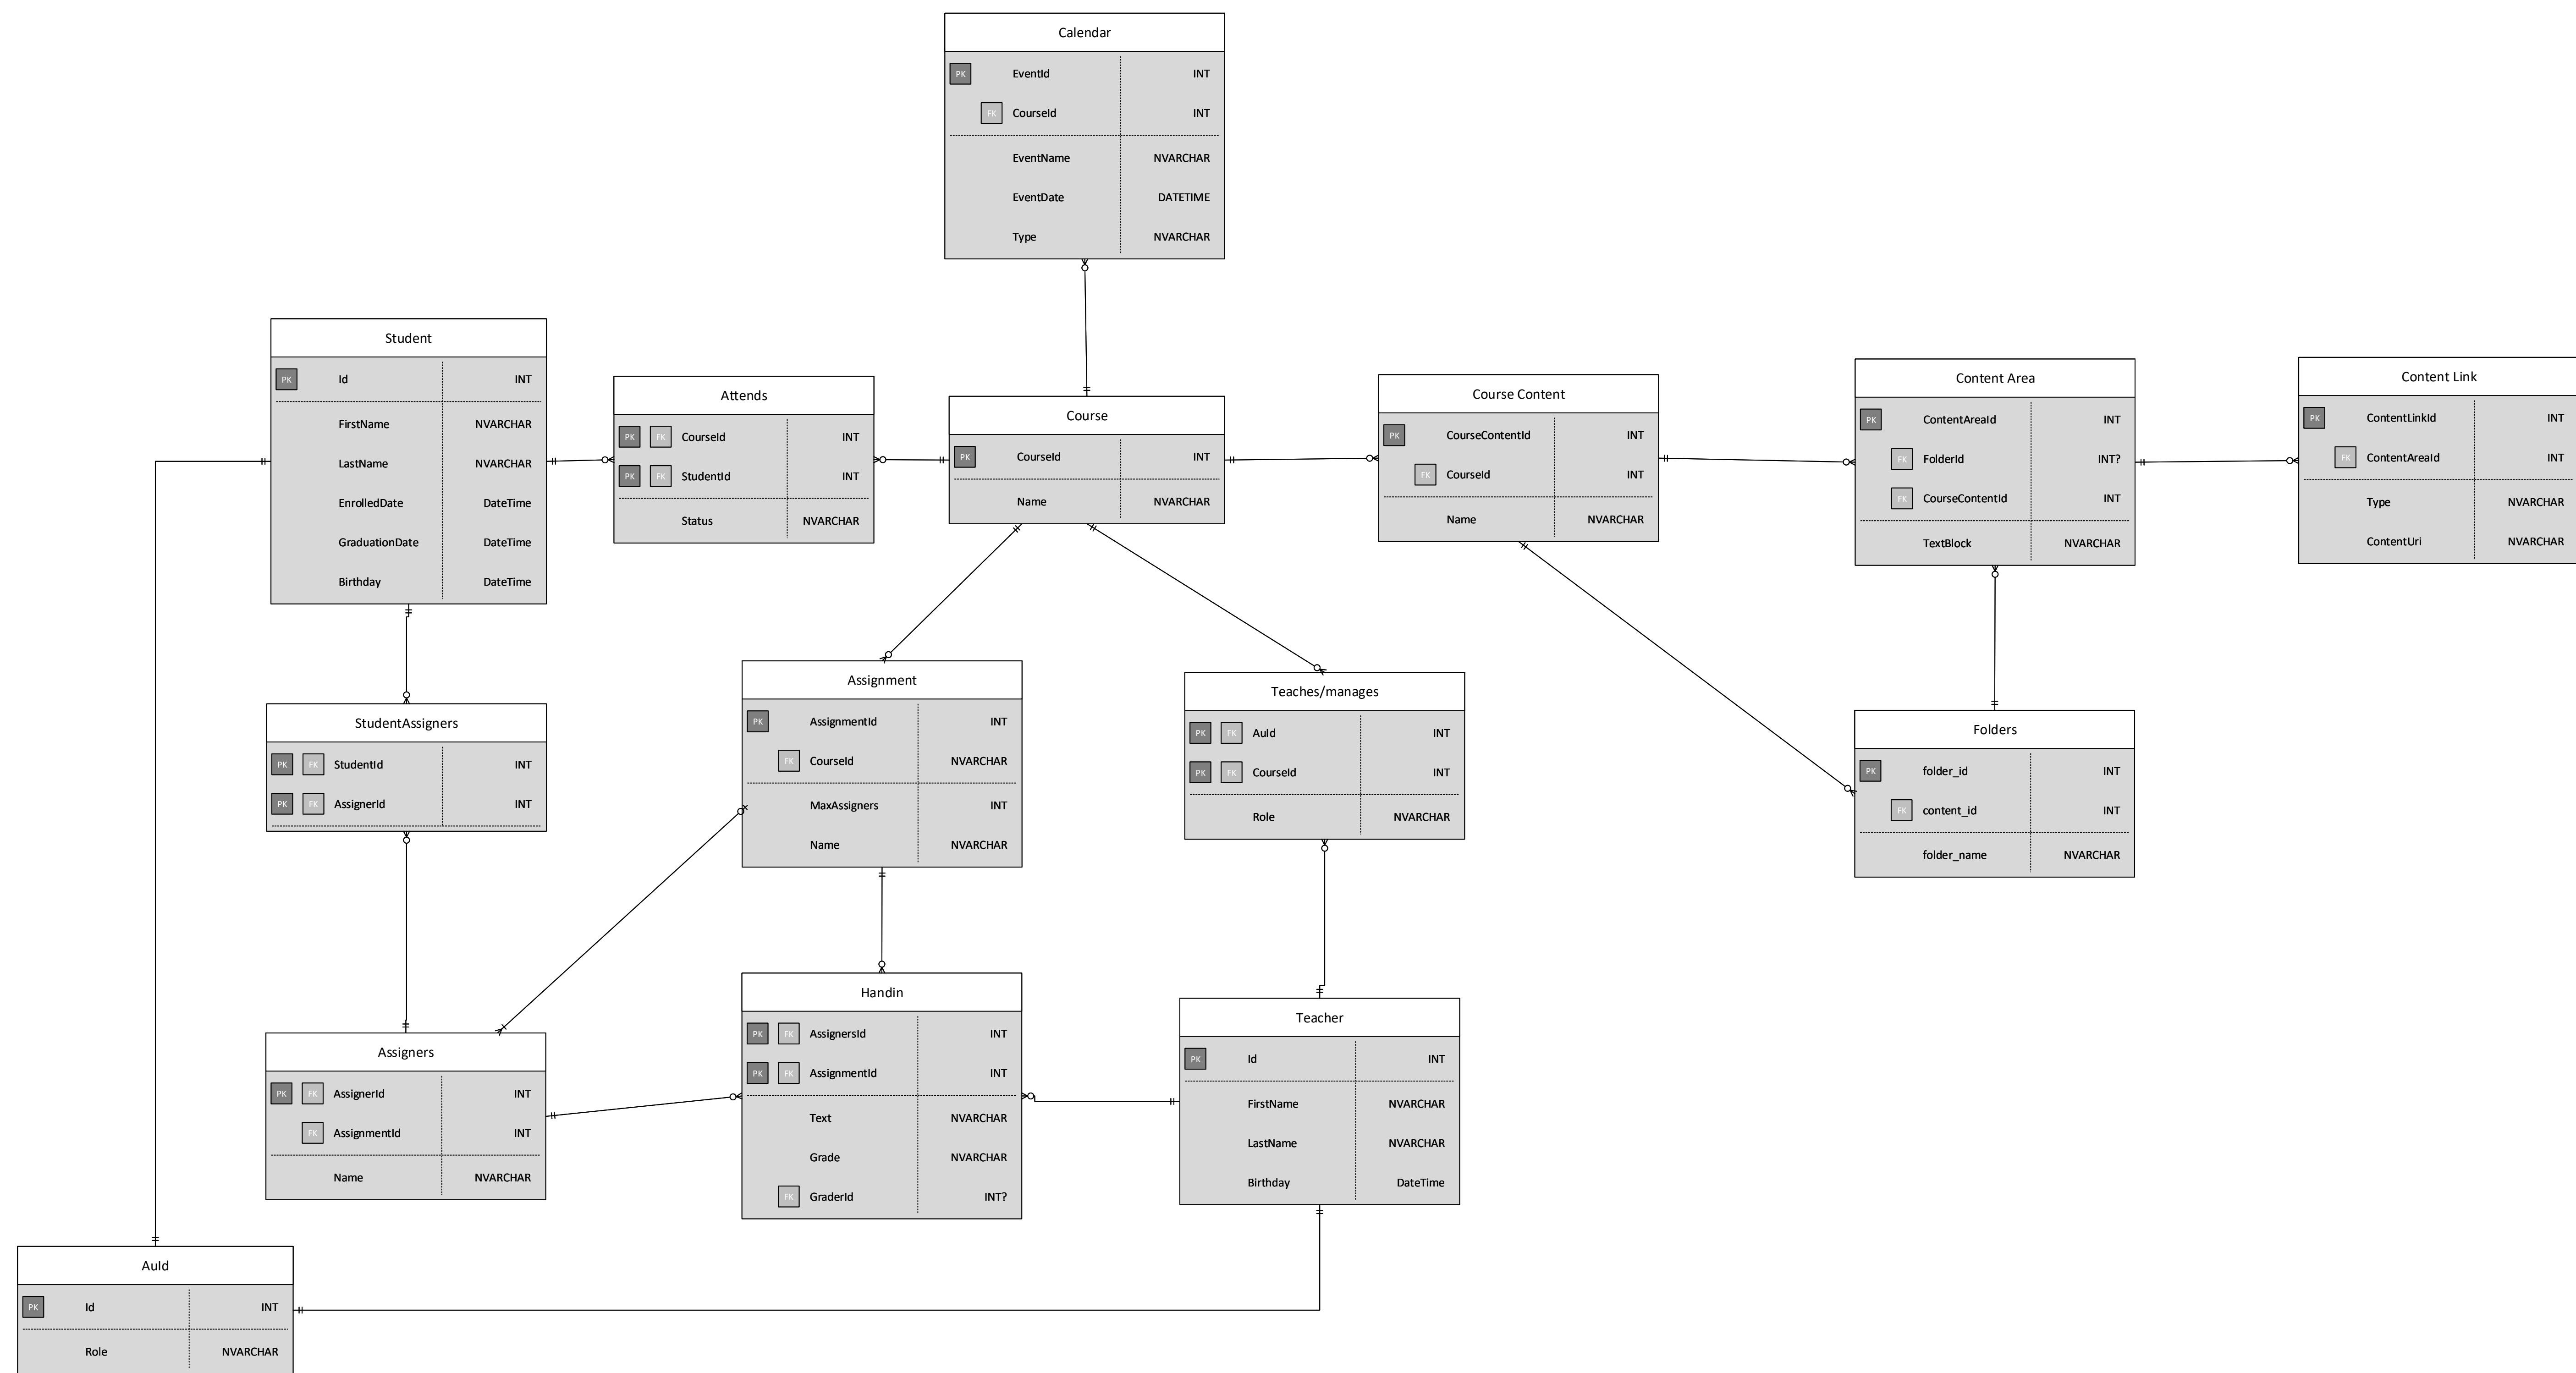 Calendar
PK EventId INT
FK CourseId INT
EventName NVARCHAR
EventDate DATETIME
Type NVARCHAR
Student
PK Id INT
FirstName NVARCHAR
LastName NVARCHAR
EnrolledDate DateTime
GraduationDate DateTime
Birthday DateTime
Attends
PK FK CourseId INT
PK FK StudentId INT
Status NVARCHAR
Course
PK CourseId INT
Name NVARCHAR
Course Content
PK CourseContentId INT
FK CourseId INT
Name NVARCHAR
Content Area
PK ContentAreaId INT
FK FolderId INT?
FK CourseContentId INT
TextBlock NVARCHAR
Content Link
PK ContentLinkId INT
FK ContentAreaId INT
Type NVARCHAR
ContentUri NVARCHAR
StudentAssigners
PK FK StudentId INT
PK FK AssignerId INT
Assignment
PK AssignmentId INT
FK CourseId NVARCHAR
MaxAssigners INT
Name NVARCHAR
Teaches/manages
PK FK AuId INT
PK FK CourseId INT
Role NVARCHAR
Folders
PK folder_id INT
FK content_id INT
folder_name NVARCHAR
Assigners
PK FK AssignerId INT
FK AssignmentId INT
Name NVARCHAR
Handin
PK FK AssignersId INT
PK FK AssignmentId INT
Text NVARCHAR
Grade NVARCHAR
FK GraderId INT?
Teacher
PK Id INT
FirstName NVARCHAR
LastName NVARCHAR
Birthday DateTime
AuId
PK Id INT
Role NVARCHAR